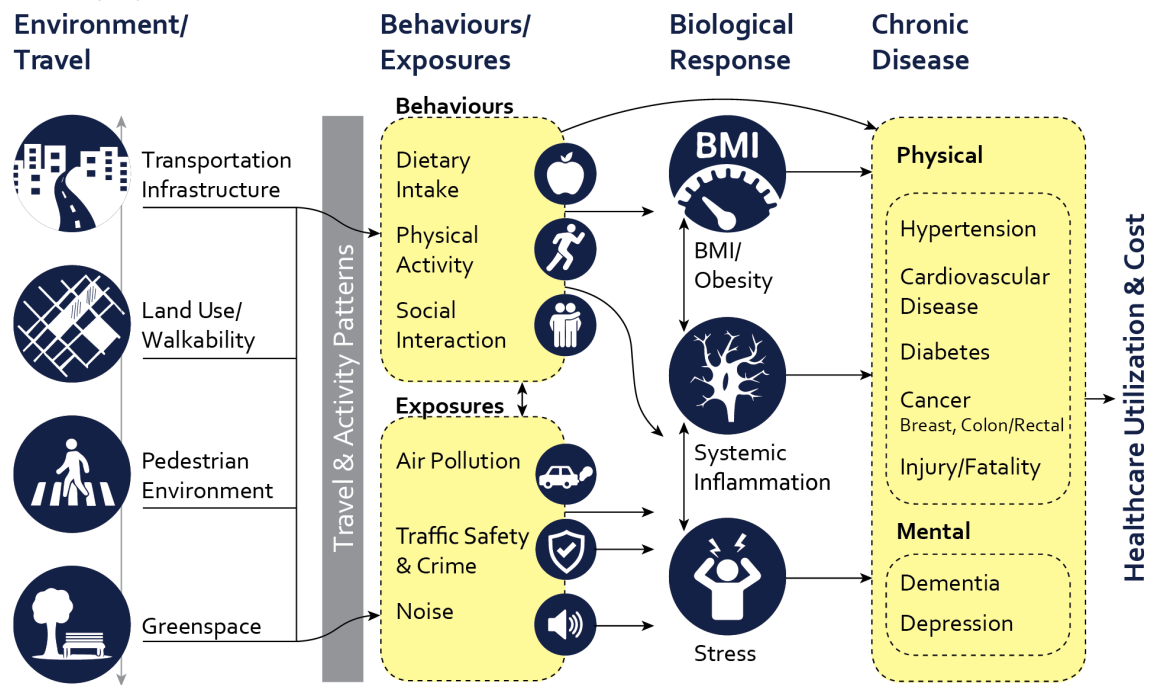 Environment/
Travel
Behaviours/
Exposures
Biological
Response
Chronic
Disease
Transportation
Infrastructure
Land Use/
Walkability
Pedestrian
Environment
Greenspace
Travel & Activity Patterns
Behaviours
Dietary
Intake
Physical
Activity
Social
Interaction
Exposures
Air Pollution
Traffic Safety
& Crime
Noise
BMI
BMI/
Obesity
Systemic
Inflammation
Stress
Physical
Hypertension
Cardiovascular
Disease
Diabetes
Cancer
Breast, Colon/Rectal
Injury/Fatality
Mental
Dementia
Depression
Healthcare Utilization & Cost